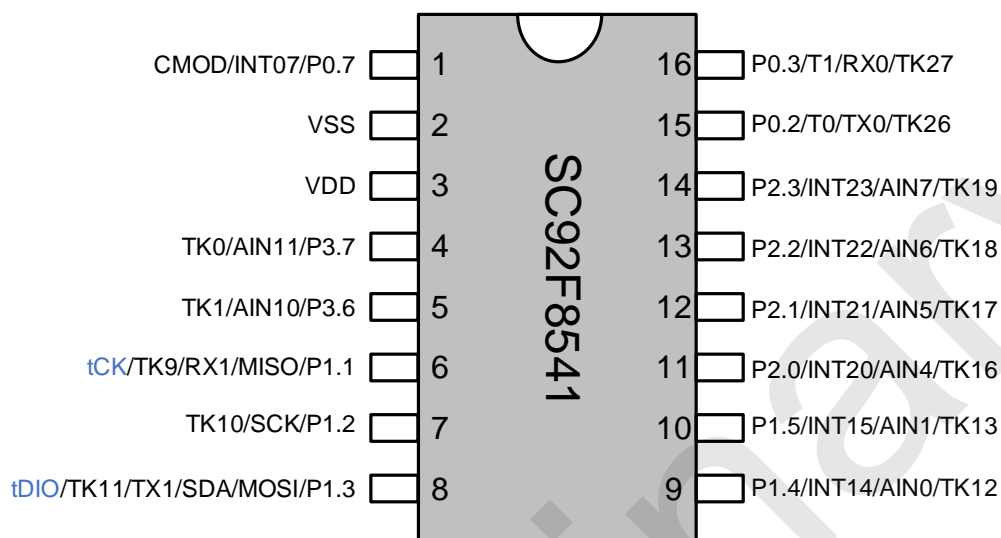 CMOD/INT07/P0.7 1 16 P0.3/T1/RX0/TK27
VSS 2 15 P0.2/T0/TX0/TK26
VDD 3 14 P2.3/INT23/AIN7/TK19
TK0/AIN11/P3.7 4 13 P2.2/INT22/AIN6/TK18
TK1/AIN10/P3.6 5 12 P2.1/INT21/AIN5/TK17
tCK/TK9/RX1/MISO/P1.1 6 11 P2.0/INT20/AIN4/TK16
TK10/SCK/P1.2 7 10 P1.5/INT15/AIN1/TK13
tDIO/TK11/TX1/SDA/MOSI/P1.3 8 9 P1.4/INT14/AIN0/TK12
SC92F8541